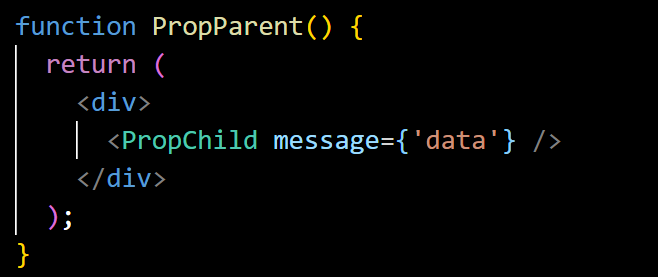 function PropParent() {
return (
<div>
<PropChild message={'data'} />
</div>
);
}